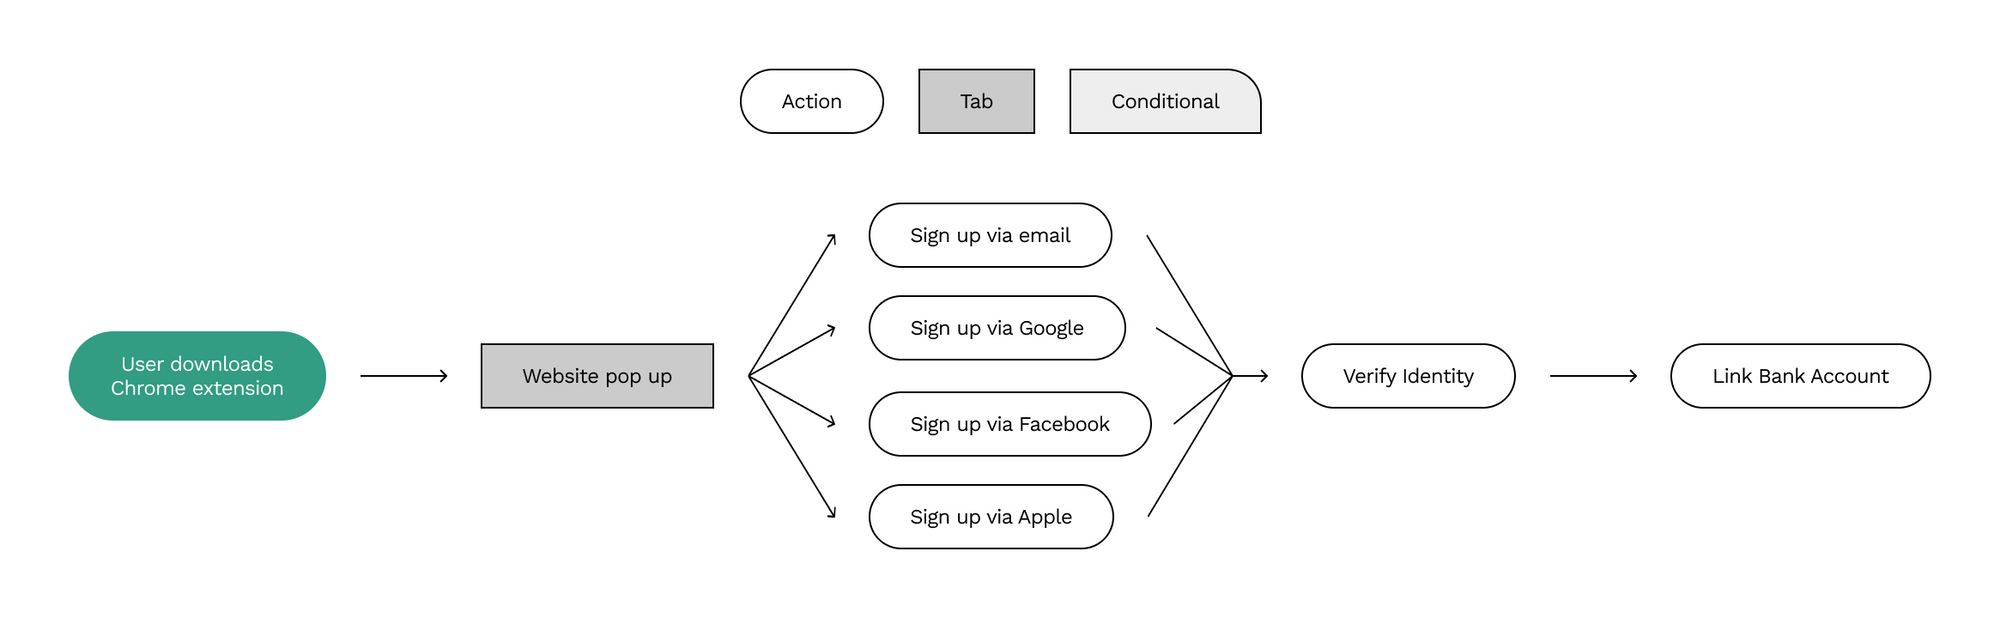 Action
Tab
Conditional
User downloads
Chrome extension
Website pop up
Sign up via email
Sign up via Google
Sign up via Facebook
Sign up via Apple
Verify Identity
Link Bank Account